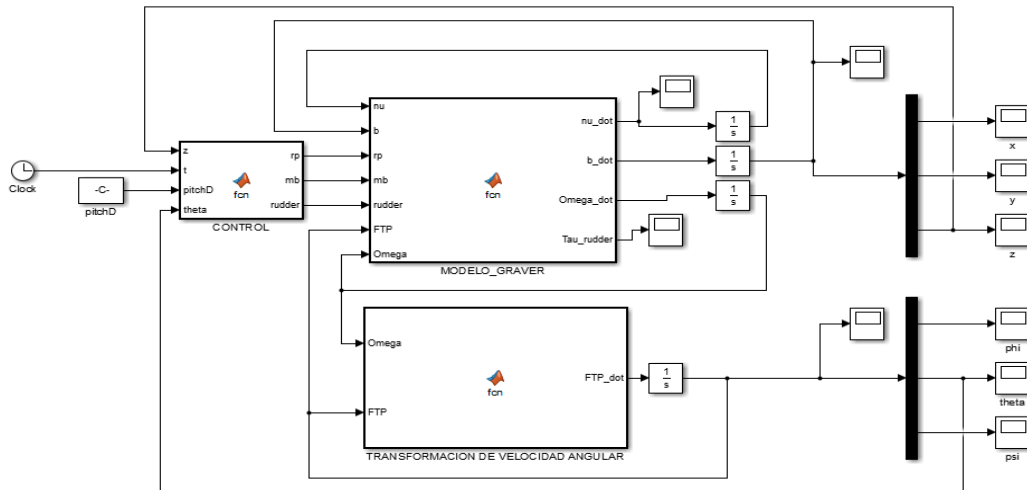 Clock
-C-
pitchD
z
t
pitchD
theta
fcn
rp
mb
rudder
CONTROL
nu
b
rp
mb
rudder
FTP
Omega
fcn
nu_dot
b_dot
Omega_dot
Tau_rudder
MODELO_GRAVER
1
s
1
s
1
s
x
y
z
Omega
FTP
fcn
FTP_dot
TRANSFORMACION DE VELOCIDAD ANGULAR
1
s
phi
theta
psi